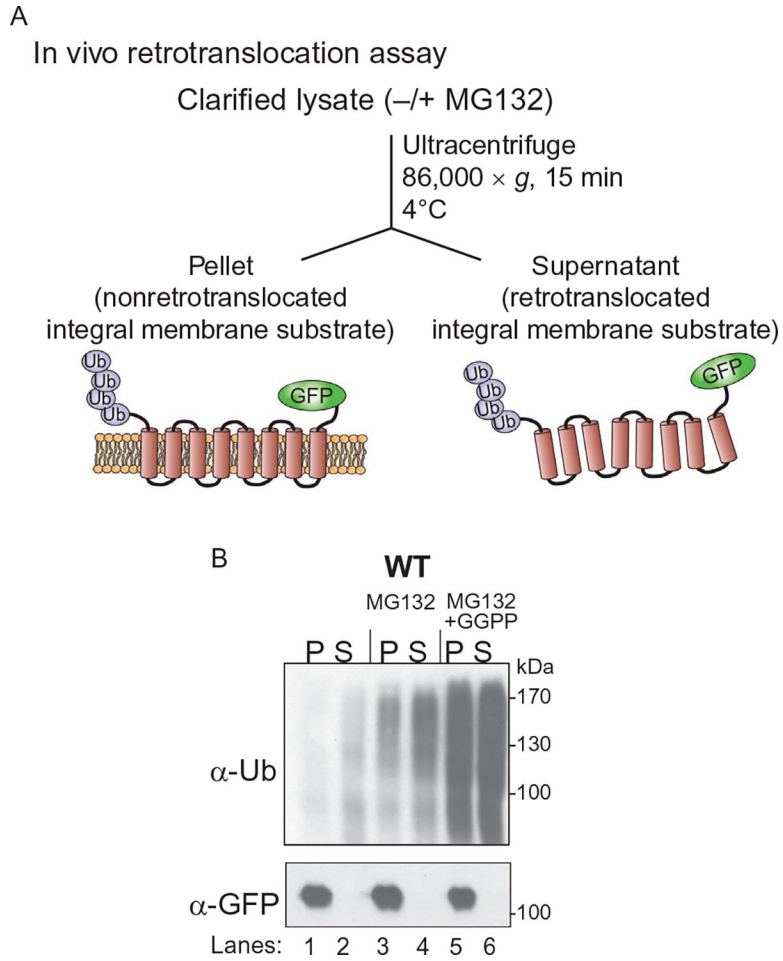 A
In vivo retrotranslocation assay
Clarified lysate (–/+ MG132)
Ultracentrifuge
86,000 × g, 15 min
4°C
Pellet
(nonretrotranslocated
integral membrane substrate)
Supernatant
(retrotranslocated
integral membrane substrate)
Ub
Ub
Ub
Ub
GFP
Ub
Ub
Ub
Ub
GFP
B
WT
MG132
MG132
+GGPP
P S P S P S
kDa
170
130
100
α-Ub
α-GFP
100
Lanes: 1 2 3 4 5 6